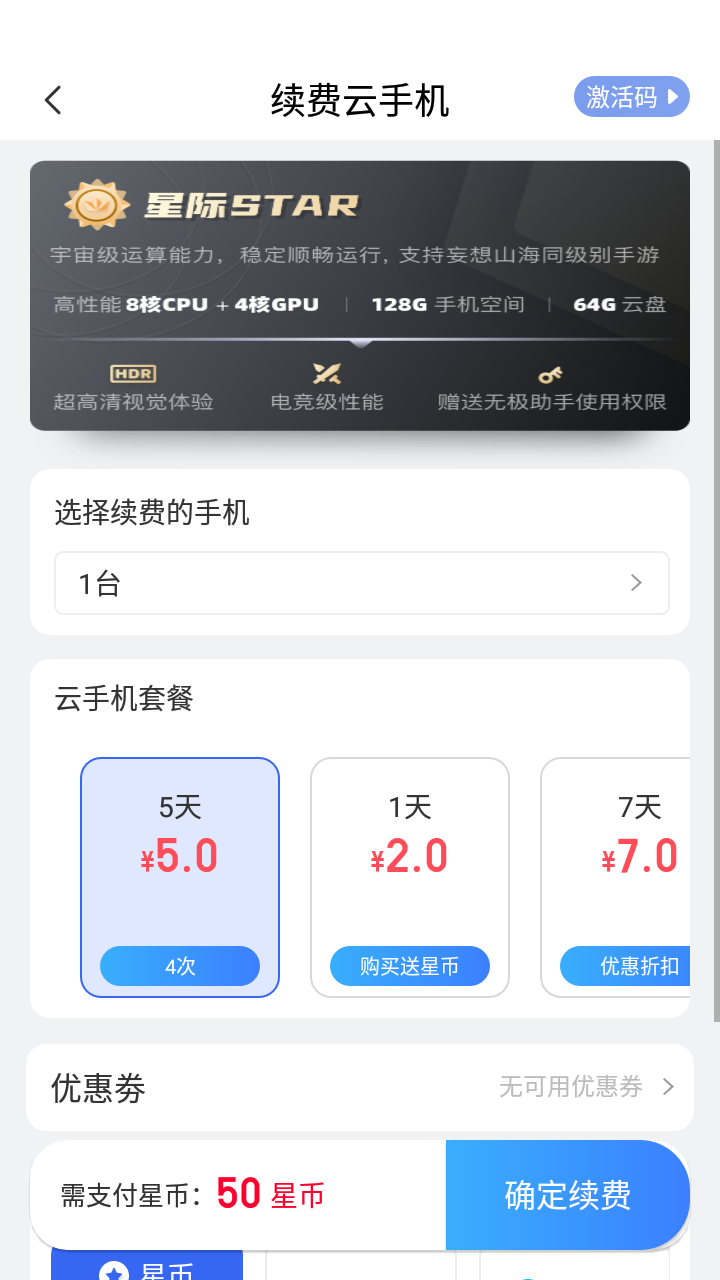 续费云手机
激活码
星际STAR
宇宙级运算能力，稳定顺畅运行, 支持妄想山海同级别手游
高性能 8核CPU + 4核GPU | 128G 手机空间 | 64G 云盘
HDR
超高清视觉体验 电竞级性能 赠送无极助手使用权限
选择续费的手机
1台
云手机套餐
5天 1天 7天
¥5.0 ¥2.0 ¥7.0
4次 购买送星币 优惠折扣
优惠券
无可用优惠券
需支付星币：50 星币
确定续费
星币